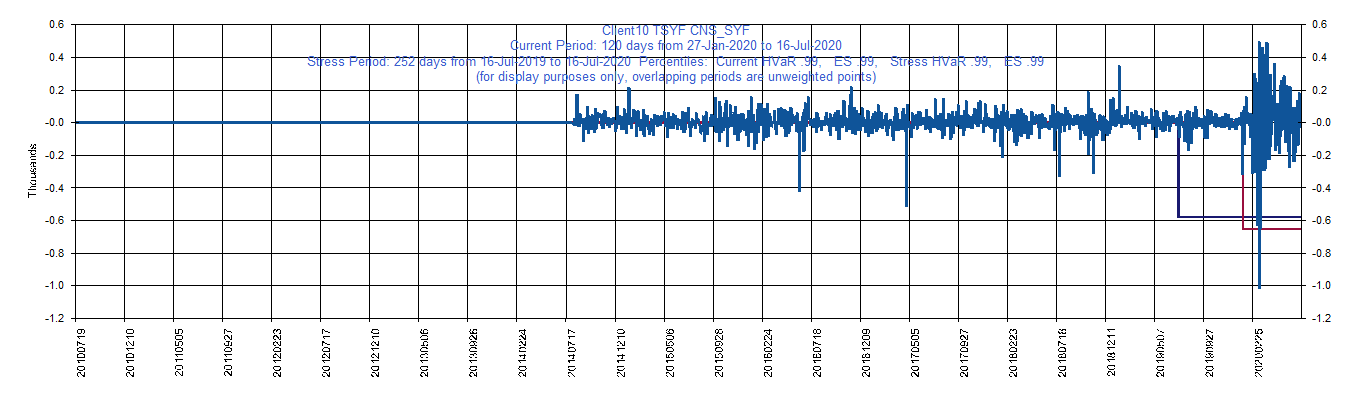 Client10 TSYF CNS_SYF
Current Period: 120 days from 27-Jan-2020 to 16-Jul-2020
Stress Period: 252 days from 16-Jul-2019 to 16-Jul-2020 Percentiles: Current HVaR .99, ES .99, Stress HVaR .99, ES .99
(for display purposes only, overlapping periods are unweighted points)
Thousands
0.6 0.6
0.4 0.4
0.2 0.2
-0.0 -0.0
-0.2 -0.2
-0.4 -0.4
-0.6 -0.6
-0.8 -0.8
-1.0 -1.0
-1.2 -1.2
20100719 20101210 20110505 20110927 20120223 20120717 20121210 20130506 20130926 20140224 20140717 20141210 20150506 20150928 20160224 20160718 20161209 20170505 20170927 20180223 20180718 20181211 20190507 20190927 20200225